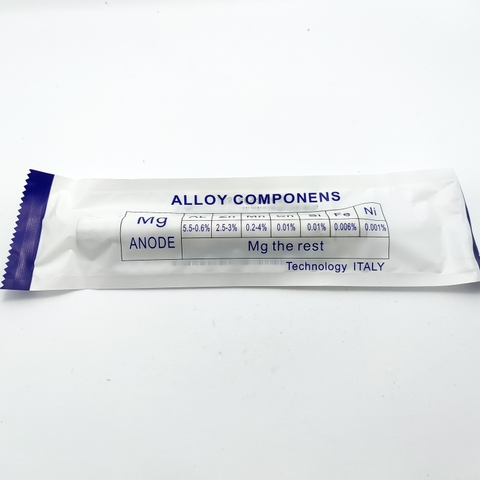 ALLOY COMPONENS
Mg AL Zn Mn Cn Si Fe Ni
5.5-0.6% 2.5-3% 0.2-4% 0.01% 0.01% 0.006% 0.001%
ANODE Mg the rest
Technology ITALY